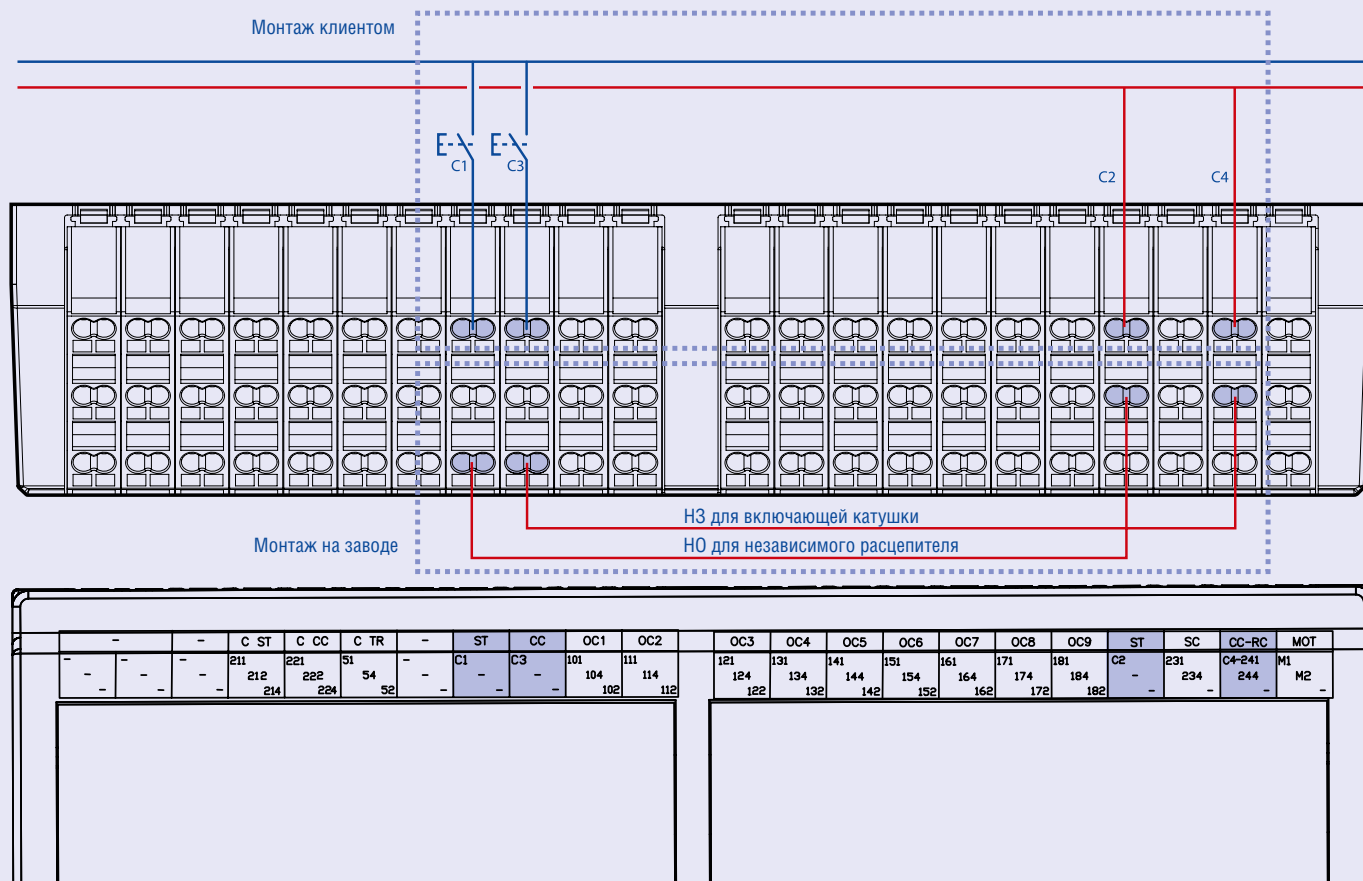 Монтаж клиентом
C1 C3 C2 C4
НЗ для включающей катушки
Монтаж на заводе НО для независимого расцепителя
- - C ST C CC C TR - ST CC OC1 OC2 OC3 OC4 OC5 OC6 OC7 OC8 OC9 ST SC CC-RC MOT
- - - 211 221 51 - C1 C3 101 111 121 131 141 151 161 171 181 C2 231 C4-241 M1
- - - 212 222 54 - - - 104 114 124 134 144 154 164 174 184 - 234 244 M2
- - - 214 224 52 - - - 102 112 122 132 142 152 162 172 182 - - - -